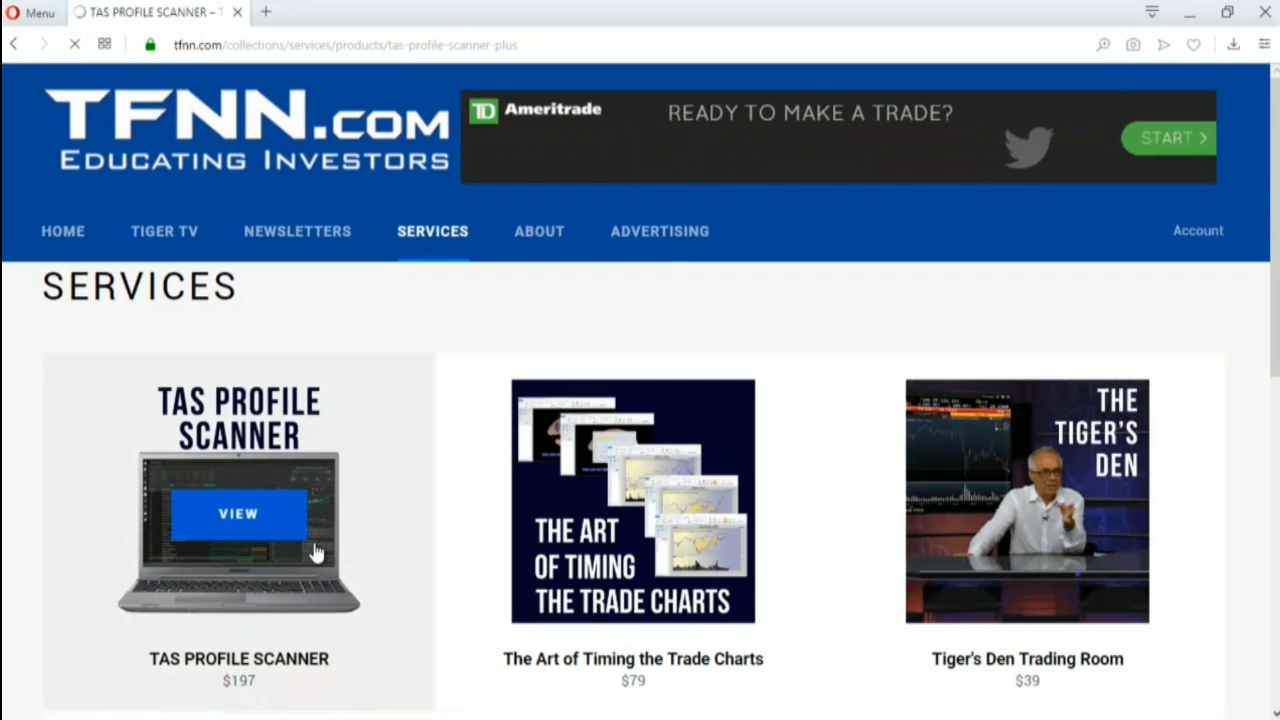 Menu
TAS PROFILE SCANNER – T
tfnn.com/collections/services/products/tas-profile-scanner-plus
TFNN.COM
EDUCATING INVESTORS
TD Ameritrade
READY TO MAKE A TRADE?
START >
HOME
TIGER TV
NEWSLETTERS
SERVICES
ABOUT
ADVERTISING
Account
SERVICES
TAS PROFILE
SCANNER
VIEW
TAS PROFILE SCANNER
$197
THE ART
OF TIMING
THE TRADE CHARTS
The Art of Timing the Trade Charts
$79
THE
TIGER'S
DEN
Tiger's Den Trading Room
$39